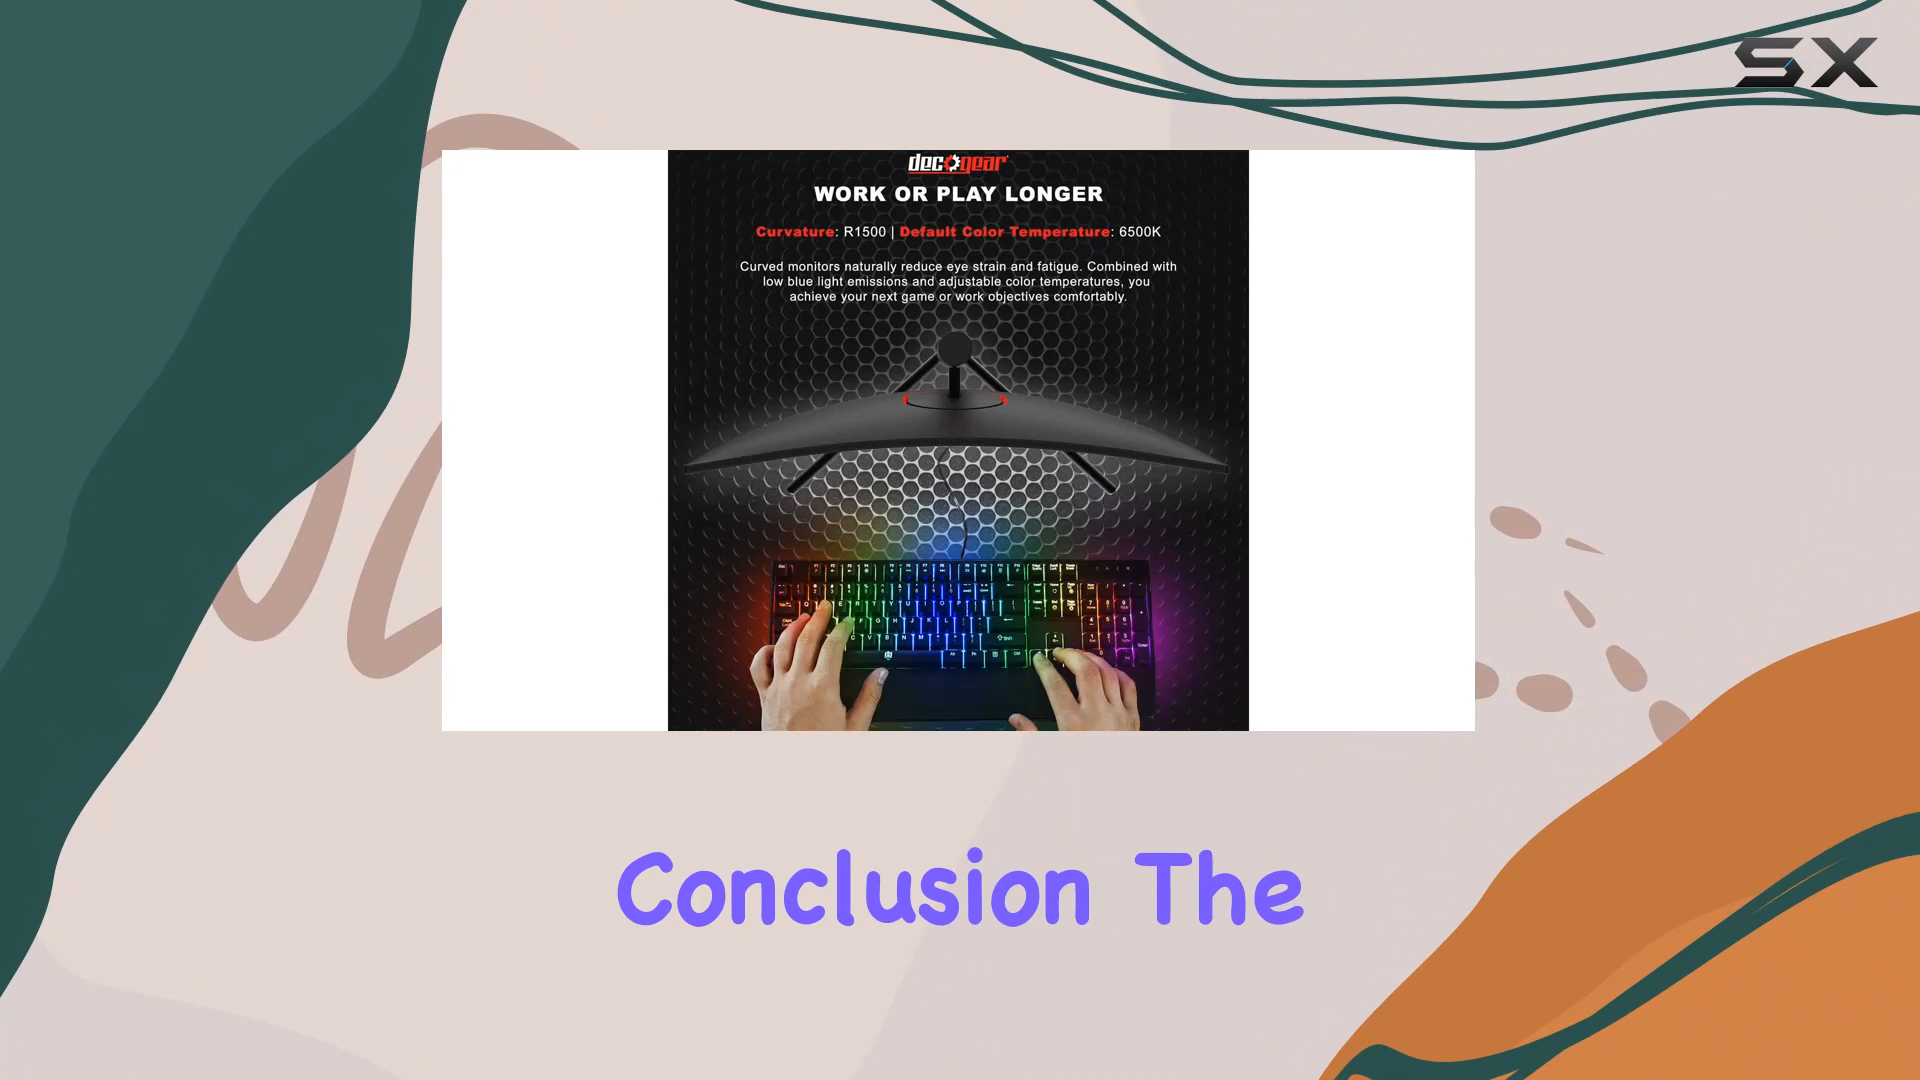 SX
decogear
WORK OR PLAY LONGER
Curvature: R1500 | Default Color Temperature: 6500K
Curved monitors naturally reduce eye strain and fatigue. Combined with
low blue light emissions and adjustable color temperatures, you
achieve your next game or work objectives comfortably.
Conclusion The